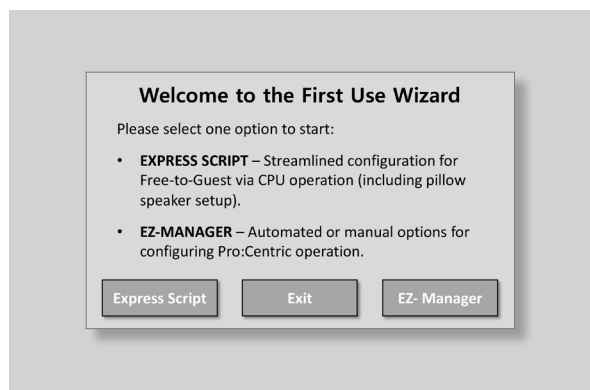 Welcome to the First Use Wizard
Please select one option to start:
• EXPRESS SCRIPT – Streamlined configuration for
Free-to-Guest via CPU operation (including pillow
speaker setup).
• EZ-MANAGER – Automated or manual options for
configuring Pro:Centric operation.
Express Script Exit EZ- Manager